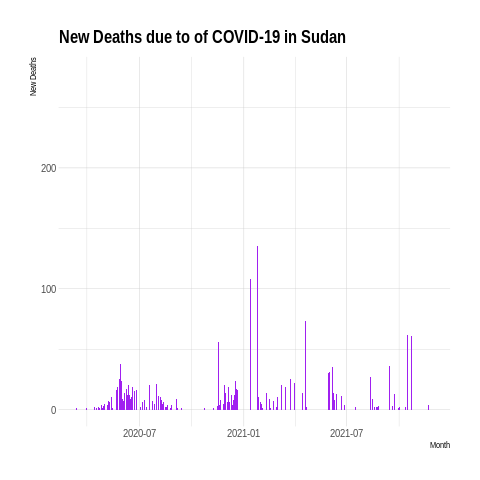 New Deaths due to of COVID-19 in Sudan
New Deaths
200
100
0
2020-07
2021-01
2021-07
Month